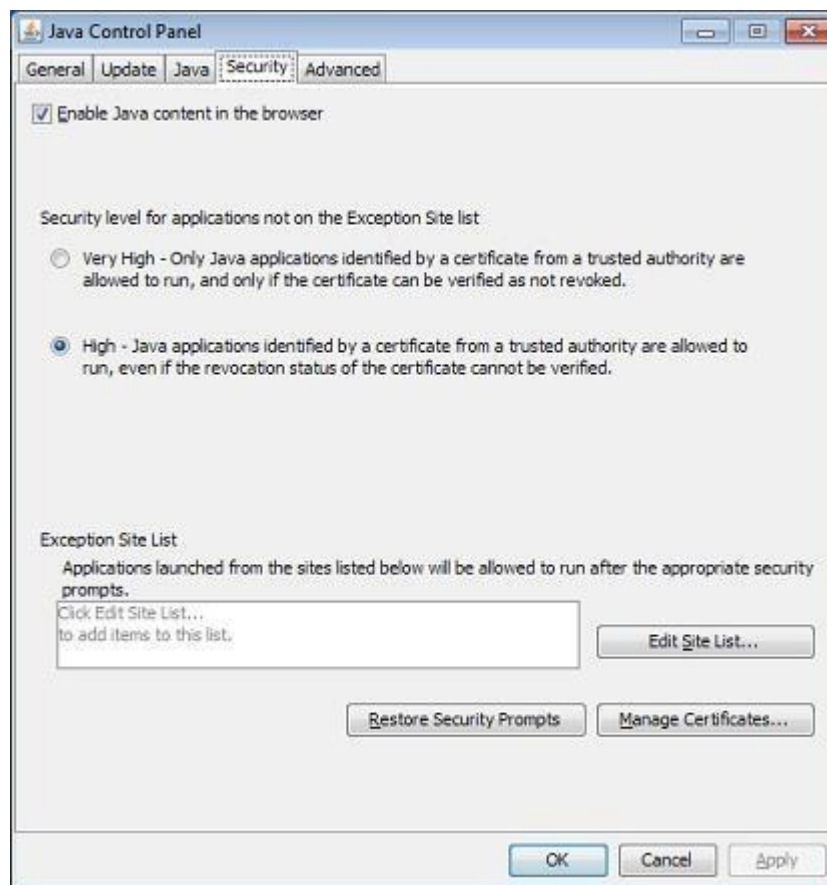 Java Control Panel
General Update Java Security Advanced
Enable Java content in the browser
Security level for applications not on the Exception Site list
Very High - Only Java applications identified by a certificate from a trusted authority are
allowed to run, and only if the certificate can be verified as not revoked.
High - Java applications identified by a certificate from a trusted authority are allowed to
run, even if the revocation status of the certificate cannot be verified.
Exception Site List
Applications launched from the sites listed below will be allowed to run after the appropriate security
prompts.
Click Edit Site List...
to add items to this list.
Edit Site List...
Restore Security Prompts Manage Certificates...
OK Cancel Apply